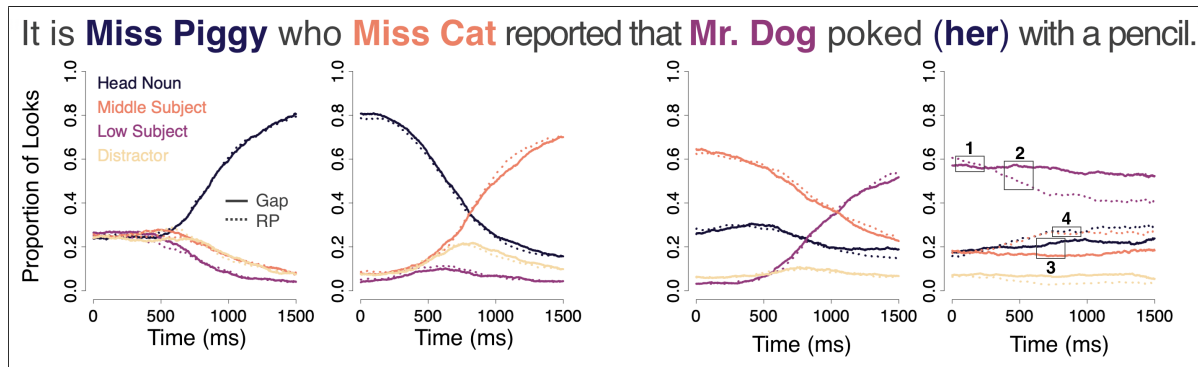 It is Miss Piggy who Miss Cat reported that Mr. Dog poked (her) with a pencil.
Proportion of Looks
1.0
0.8
0.6
0.4
0.2
0.0
Head Noun
Middle Subject
Low Subject
Distractor
Gap
RP
0 500 1000 1500
Time (ms)
1.0
0.8
0.6
0.4
0.2
0.0
0 500 1000 1500
Time (ms)
1.0
0.8
0.6
0.4
0.2
0.0
0 500 1000 1500
Time (ms)
1.0
0.8
0.6
0.4
0.2
0.0
1
2
4
3
0 500 1000 1500
Time (ms)